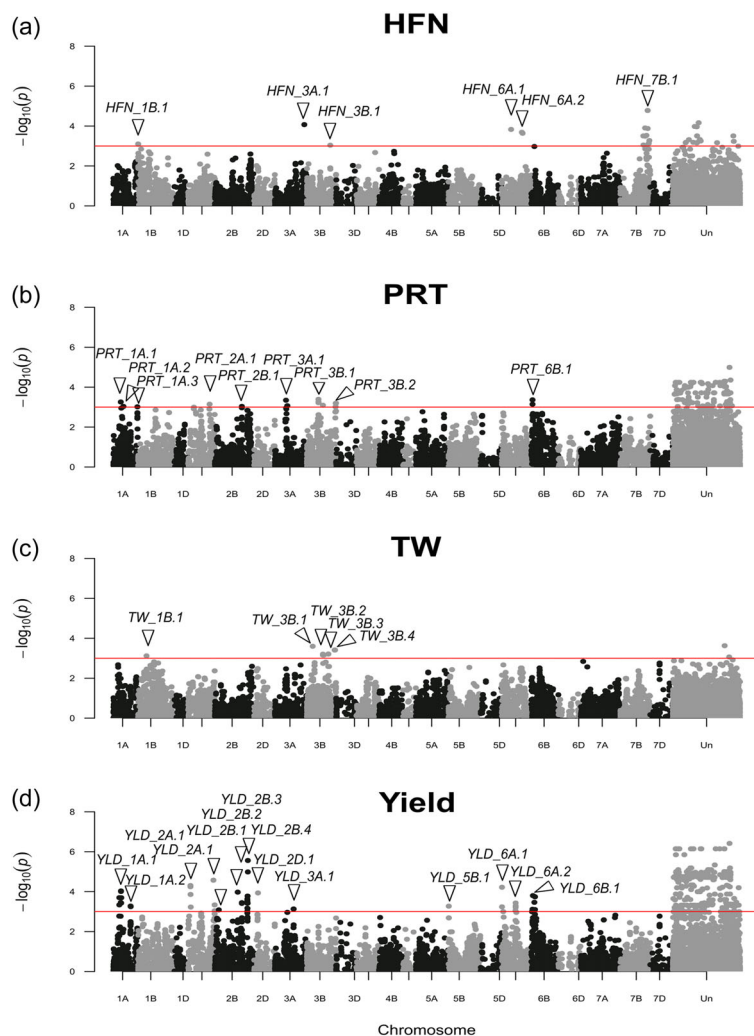 (a)
HFN
HFN_1B.1
HFN_3A.1
HFN_3B.1
HFN_6A.1
HFN_6A.2
HFN_7B.1
− log10(p)
8
6
4
2
0
1A 1B 1D 2B 2D 3A 3B 3D 4B 5A 5B 5D 6B 6D 7A 7B 7D Un
(b)
PRT
PRT_1A.1
PRT_1A.2
PRT_1A.3
PRT_2A.1
PRT_2B.1
PRT_3A.1
PRT_3B.1
PRT_3B.2
PRT_6B.1
− log10(p)
8
6
4
2
0
1A 1B 1D 2B 2D 3A 3B 3D 4B 5A 5B 5D 6B 6D 7A 7B 7D Un
(c)
TW
TW_1B.1
TW_3B.1
TW_3B.2
TW_3B.3
TW_3B.4
− log10(p)
8
6
4
2
0
1A 1B 1D 2B 2D 3A 3B 3D 4B 5A 5B 5D 6B 6D 7A 7B 7D Un
(d)
Yield
YLD_2B.3
YLD_2B.2
YLD_2A.1 YLD_2B.1 YLD_2B.4
YLD_1A.1 YLD_2A.1 YLD_2D.1
YLD_1A.2 YLD_3A.1
YLD_5B.1
YLD_6A.1
YLD_6A.2
YLD_6B.1
− log10(p)
8
6
4
2
0
1A 1B 1D 2B 2D 3A 3B 3D 4B 5A 5B 5D 6B 6D 7A 7B 7D Un
Chromosome